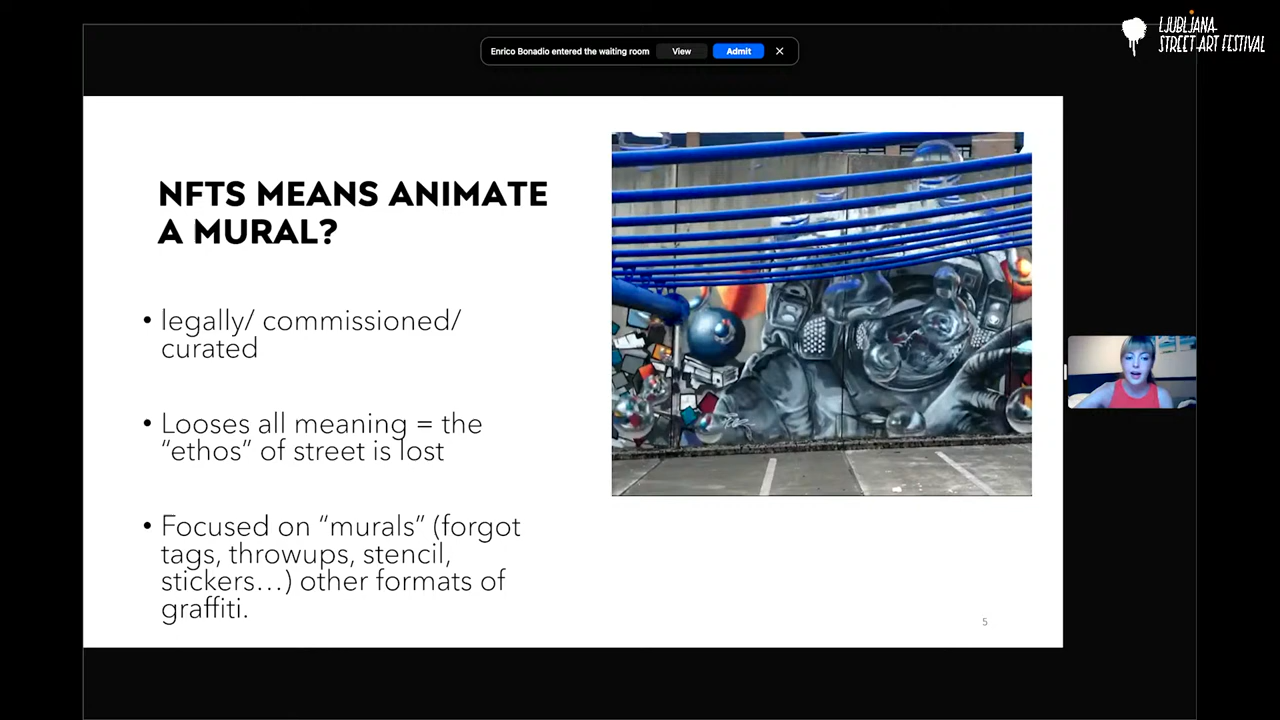 LJUBLJANA
STREET ART FESTIVAL
Enrico Bonadio entered the waiting room View Admit
NFTS MEANS ANIMATE
A MURAL?
• legally/ commissioned/
curated
• Looses all meaning = the
“ethos” of street is lost
• Focused on “murals” (forgot
tags, throwups, stencil,
stickers…) other formats of
graffiti.
5